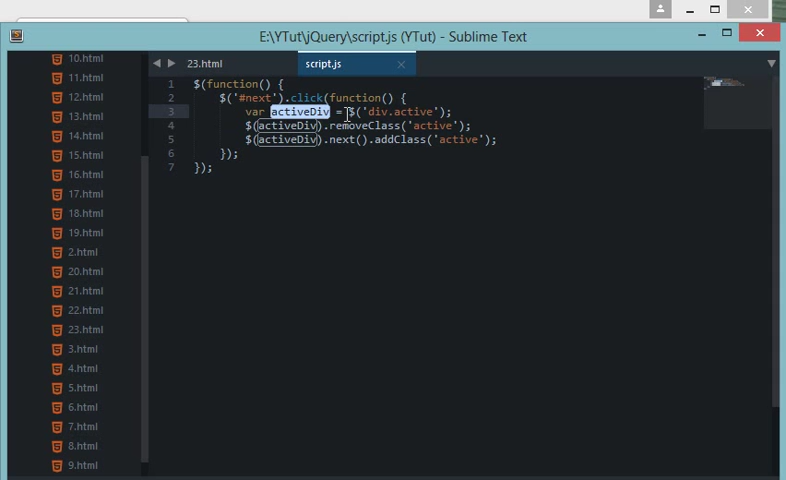 E:\YTut\jQuery\script.js (YTut) - Sublime Text
23.html
script.js
10.html
11.html
12.html
13.html
14.html
15.html
16.html
17.html
18.html
19.html
2.html
20.html
21.html
22.html
23.html
3.html
4.html
5.html
6.html
7.html
8.html
9.html
1 $(function() {
2 $('#next').click(function() {
3 var activeDiv = $('div.active');
4 $(activeDiv).removeClass('active');
5 $(activeDiv).next().addClass('active');
6 });
7 });